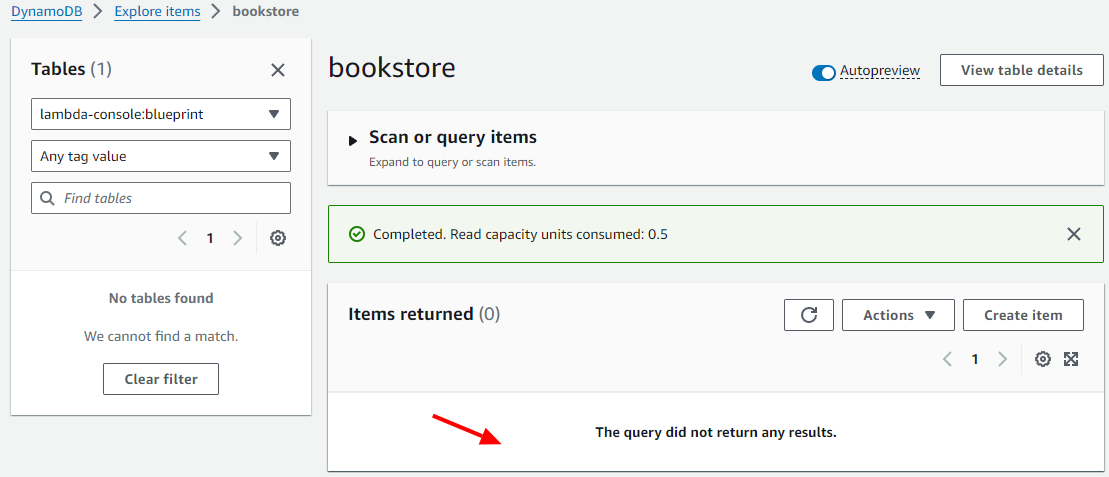 DynamoDB > Explore items > bookstore
Tables (1)
lambda-console:blueprint
Any tag value
Find tables
1
No tables found
We cannot find a match.
Clear filter
bookstore
Autopreview
View table details
Scan or query items
Expand to query or scan items.
Completed. Read capacity units consumed: 0.5
Items returned (0)
Actions
Create item
1
The query did not return any results.